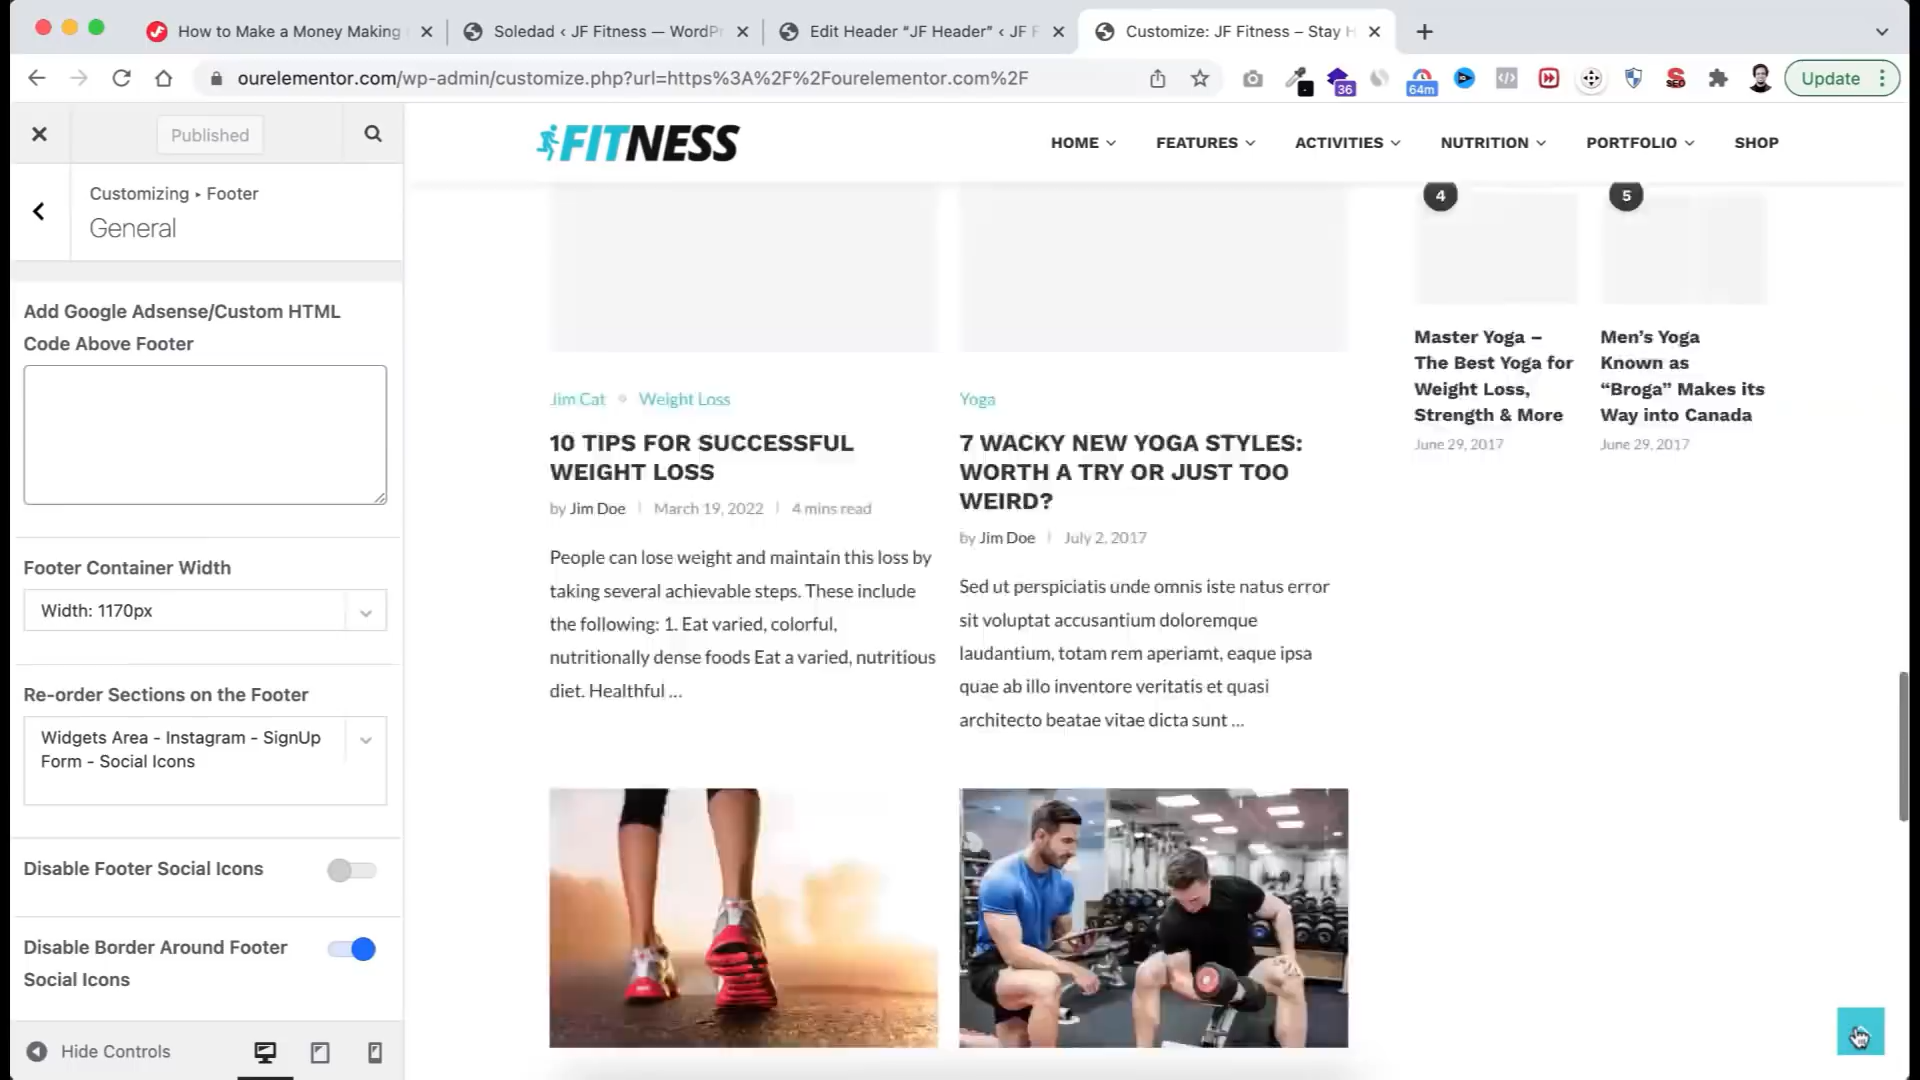 How to Make a Money Making
Soledad ‹ JF Fitness — WordPr
Edit Header "JF Header" ‹ JF F
Customize: JF Fitness – Stay H
ourelementor.com/wp-admin/customize.php?url=https%3A%2F%2Fourelementor.com%2F
36
64m
SEO
Update
Published
Customizing ▸ Footer
General
Add Google Adsense/Custom HTML
Code Above Footer
Footer Container Width
Width: 1170px
Re-order Sections on the Footer
Widgets Area - Instagram - SignUp
Form - Social Icons
Disable Footer Social Icons
Disable Border Around Footer
Social Icons
Hide Controls
FITNESS
HOME
FEATURES
ACTIVITIES
NUTRITION
PORTFOLIO
SHOP
Jim Cat
Weight Loss
10 TIPS FOR SUCCESSFUL
WEIGHT LOSS
by Jim Doe
March 19, 2022
4 mins read
People can lose weight and maintain this loss by
taking several achievable steps. These include
the following: 1. Eat varied, colorful,
nutritionally dense foods Eat a varied, nutritious
diet. Healthful ...
Yoga
7 WACKY NEW YOGA STYLES:
WORTH A TRY OR JUST TOO
WEIRD?
by Jim Doe
July 2, 2017
Sed ut perspiciatis unde omnis iste natus error
sit voluptat accusantium doloremque
laudantium, totam rem aperiamt, eaque ipsa
quae ab illo inventore veritatis et quasi
architecto beatae vitae dicta sunt ...
4
Master Yoga –
The Best Yoga for
Weight Loss,
Strength & More
June 29, 2017
5
Men's Yoga
Known as
“Broga” Makes its
Way into Canada
June 29, 2017